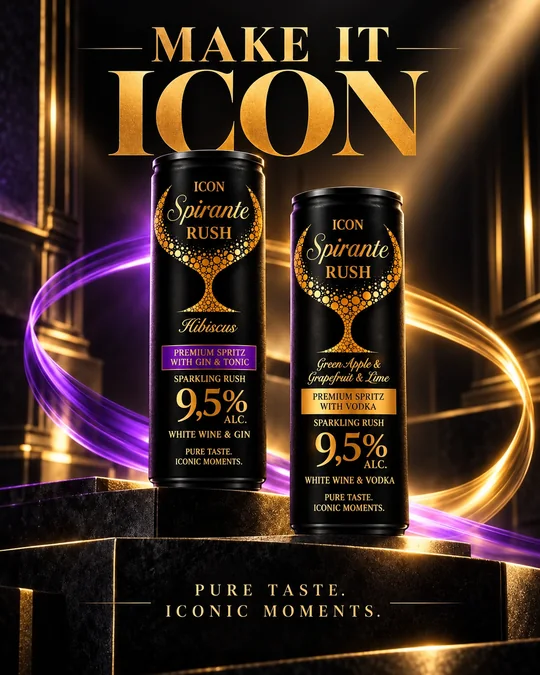 MAKE IT
ICON
ICON
Spirante
RUSH
Hibiscus
PREMIUM SPRITZ
WITH GIN & TONIC
SPARKLING RUSH
9,5%
ALC.
WHITE WINE & GIN
PURE TASTE.
ICONIC MOMENTS.
ICON
Spirante
RUSH
Green Apple &
Grapefruit & Lime
PREMIUM SPRITZ
WITH VODKA
SPARKLING RUSH
9,5%
ALC.
WHITE WINE & VODKA
PURE TASTE.
ICONIC MOMENTS.
PURE TASTE.
ICONIC MOMENTS.